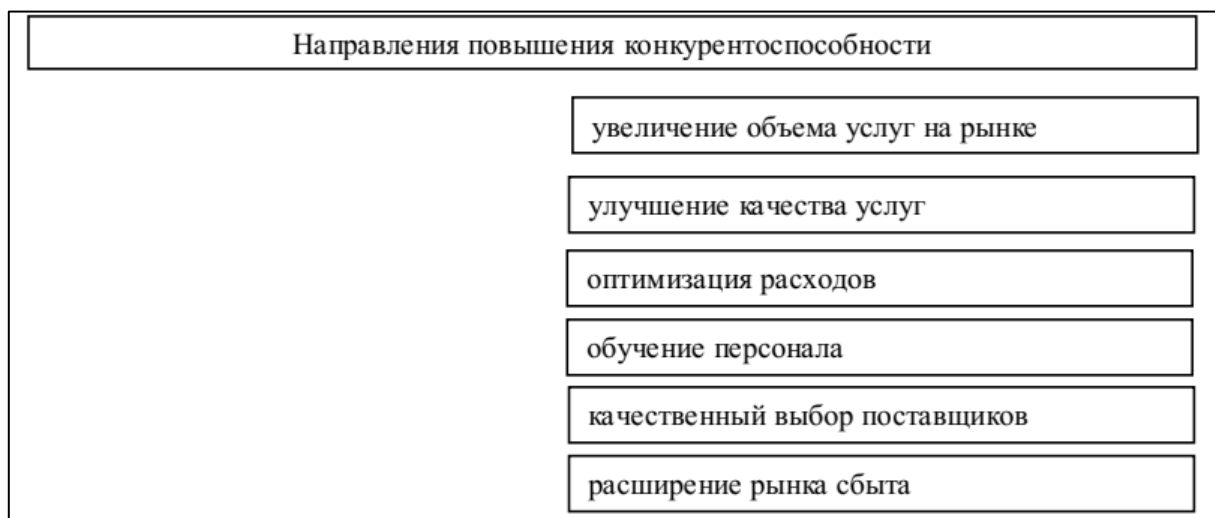 Направления повышения конкурентоспособности
увеличение объема услуг на рынке
улучшение качества услуг
оптимизация расходов
обучение персонала
качественный выбор поставщиков
расширение рынка сбыта